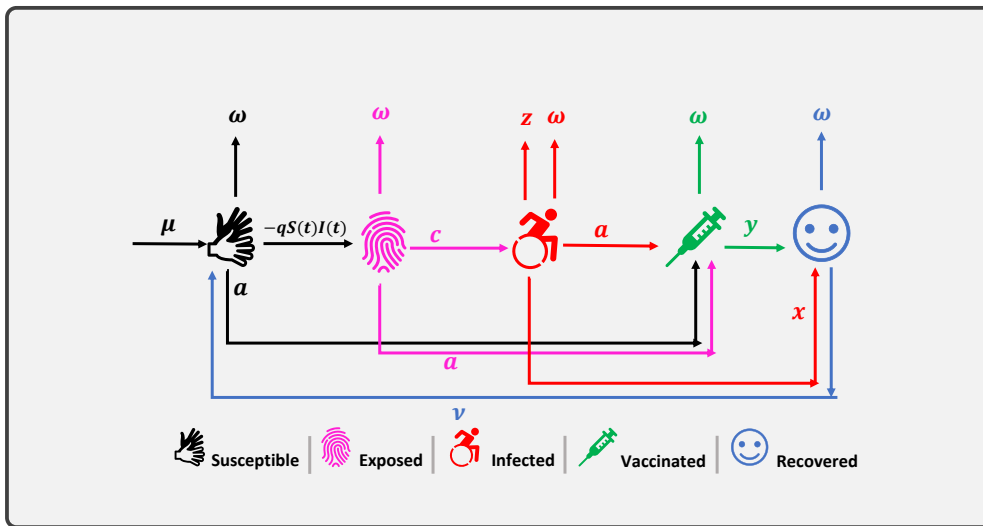 ω ω z ω ω ω
μ −qS(t)I(t) c a y
a x
a
ν
Susceptible Exposed Infected Vaccinated Recovered